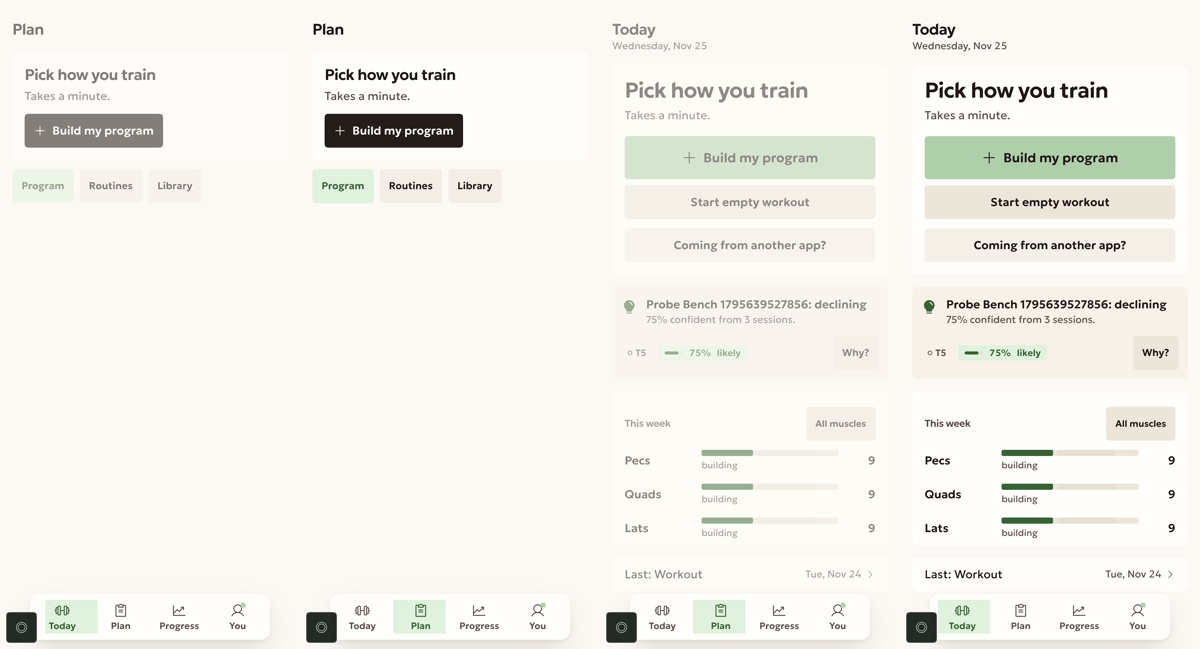 Plan
Pick how you train
Takes a minute.
+ Build my program
Program Routines Library
Today Plan Progress You
Plan
Pick how you train
Takes a minute.
+ Build my program
Program Routines Library
Today Plan Progress You
Today
Wednesday, Nov 25
Pick how you train
Takes a minute.
+ Build my program
Start empty workout
Coming from another app?
Probe Bench 1795639527856: declining
75% confident from 3 sessions.
T5 75% likely Why?
This week All muscles
Pecs 9
building
Quads 9
building
Lats 9
building
Last: Workout Tue, Nov 24 >
Today Plan Progress You
Today
Wednesday, Nov 25
Pick how you train
Takes a minute.
+ Build my program
Start empty workout
Coming from another app?
Probe Bench 1795639527856: declining
75% confident from 3 sessions.
T5 75% likely Why?
This week All muscles
Pecs 9
building
Quads 9
building
Lats 9
building
Last: Workout Tue, Nov 24 >
Today Plan Progress You